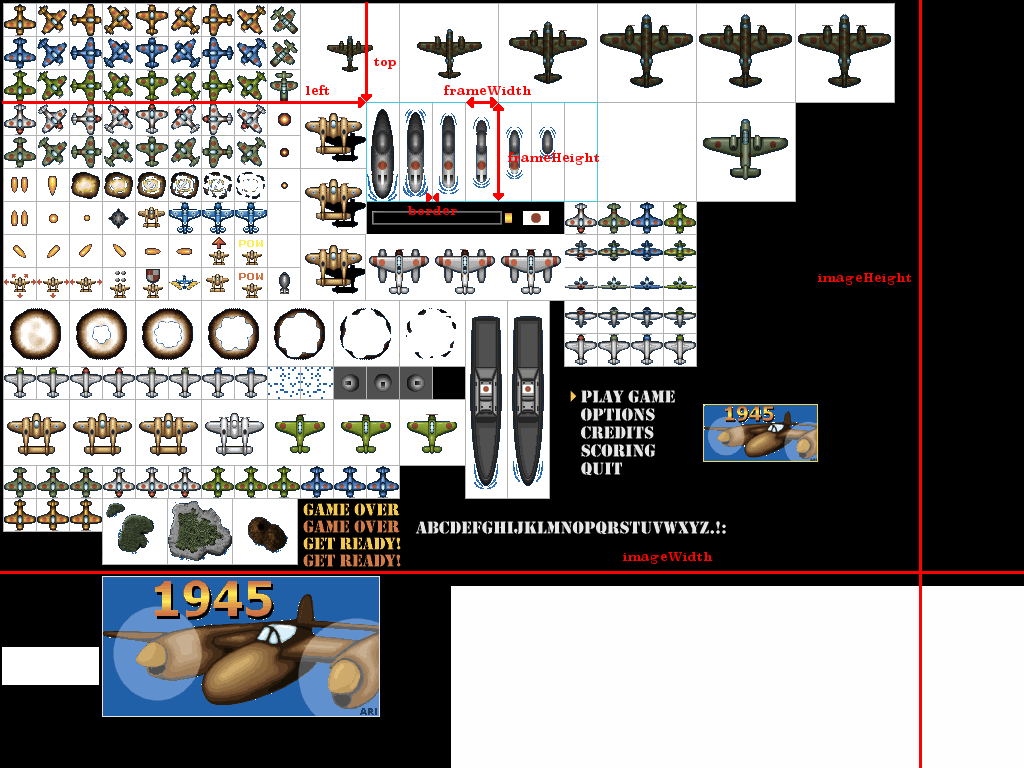 top
left
frameWidth
frameHeight
border
POW
imageHeight
POW
PLAY GAME
OPTIONS
CREDITS
SCORING
QUIT
1945
GAME OVER
GAME OVER
GET READY!
GET READY!
ABCDEFGHIJKLMNOPQRSTUVWXYZ.!:
imageWidth
1945
ARI